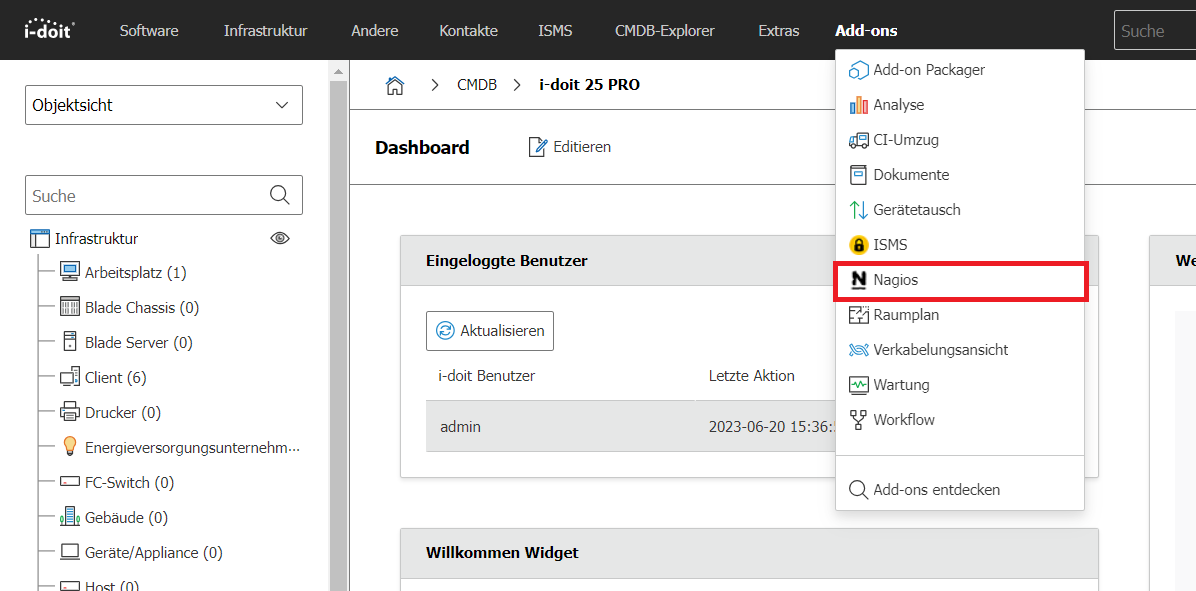 i-doit
Software
Infrastruktur
Andere
Kontakte
ISMS
CMDB-Explorer
Extras
Add-ons
Suche
Objektsicht
Suche
Infrastruktur
Arbeitsplatz (1)
Blade Chassis (0)
Blade Server (0)
Client (6)
Drucker (0)
Energieversorgungsunternehm...
FC-Switch (0)
Gebäude (0)
Geräte/Appliance (0)
Host (0)
CMDB
i-doit 25 PRO
Dashboard
Editieren
Eingeloggte Benutzer
Aktualisieren
i-doit Benutzer
Letzte Aktion
admin
2023-06-20 15:36:
Willkommen Widget
Add-on Packager
Analyse
CI-Umzug
Dokumente
Gerätetausch
ISMS
Nagios
Raumplan
Verkabelungsansicht
Wartung
Workflow
Add-ons entdecken